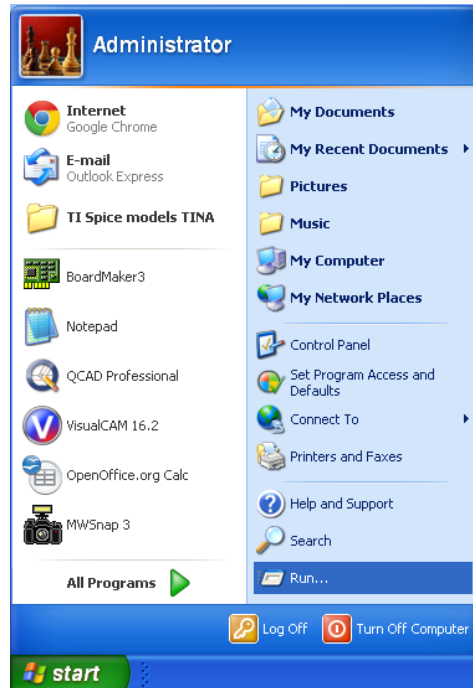 Administrator
Internet
Google Chrome
E-mail
Outlook Express
TI Spice models TINA
BoardMaker3
Notepad
QCAD Professional
VisualCAM 16.2
OpenOffice.org Calc
MWSnap 3
All Programs
My Documents
My Recent Documents
Pictures
Music
My Computer
My Network Places
Control Panel
Set Program Access and
Defaults
Connect To
Printers and Faxes
Help and Support
Search
Run...
Log Off
Turn Off Computer
start